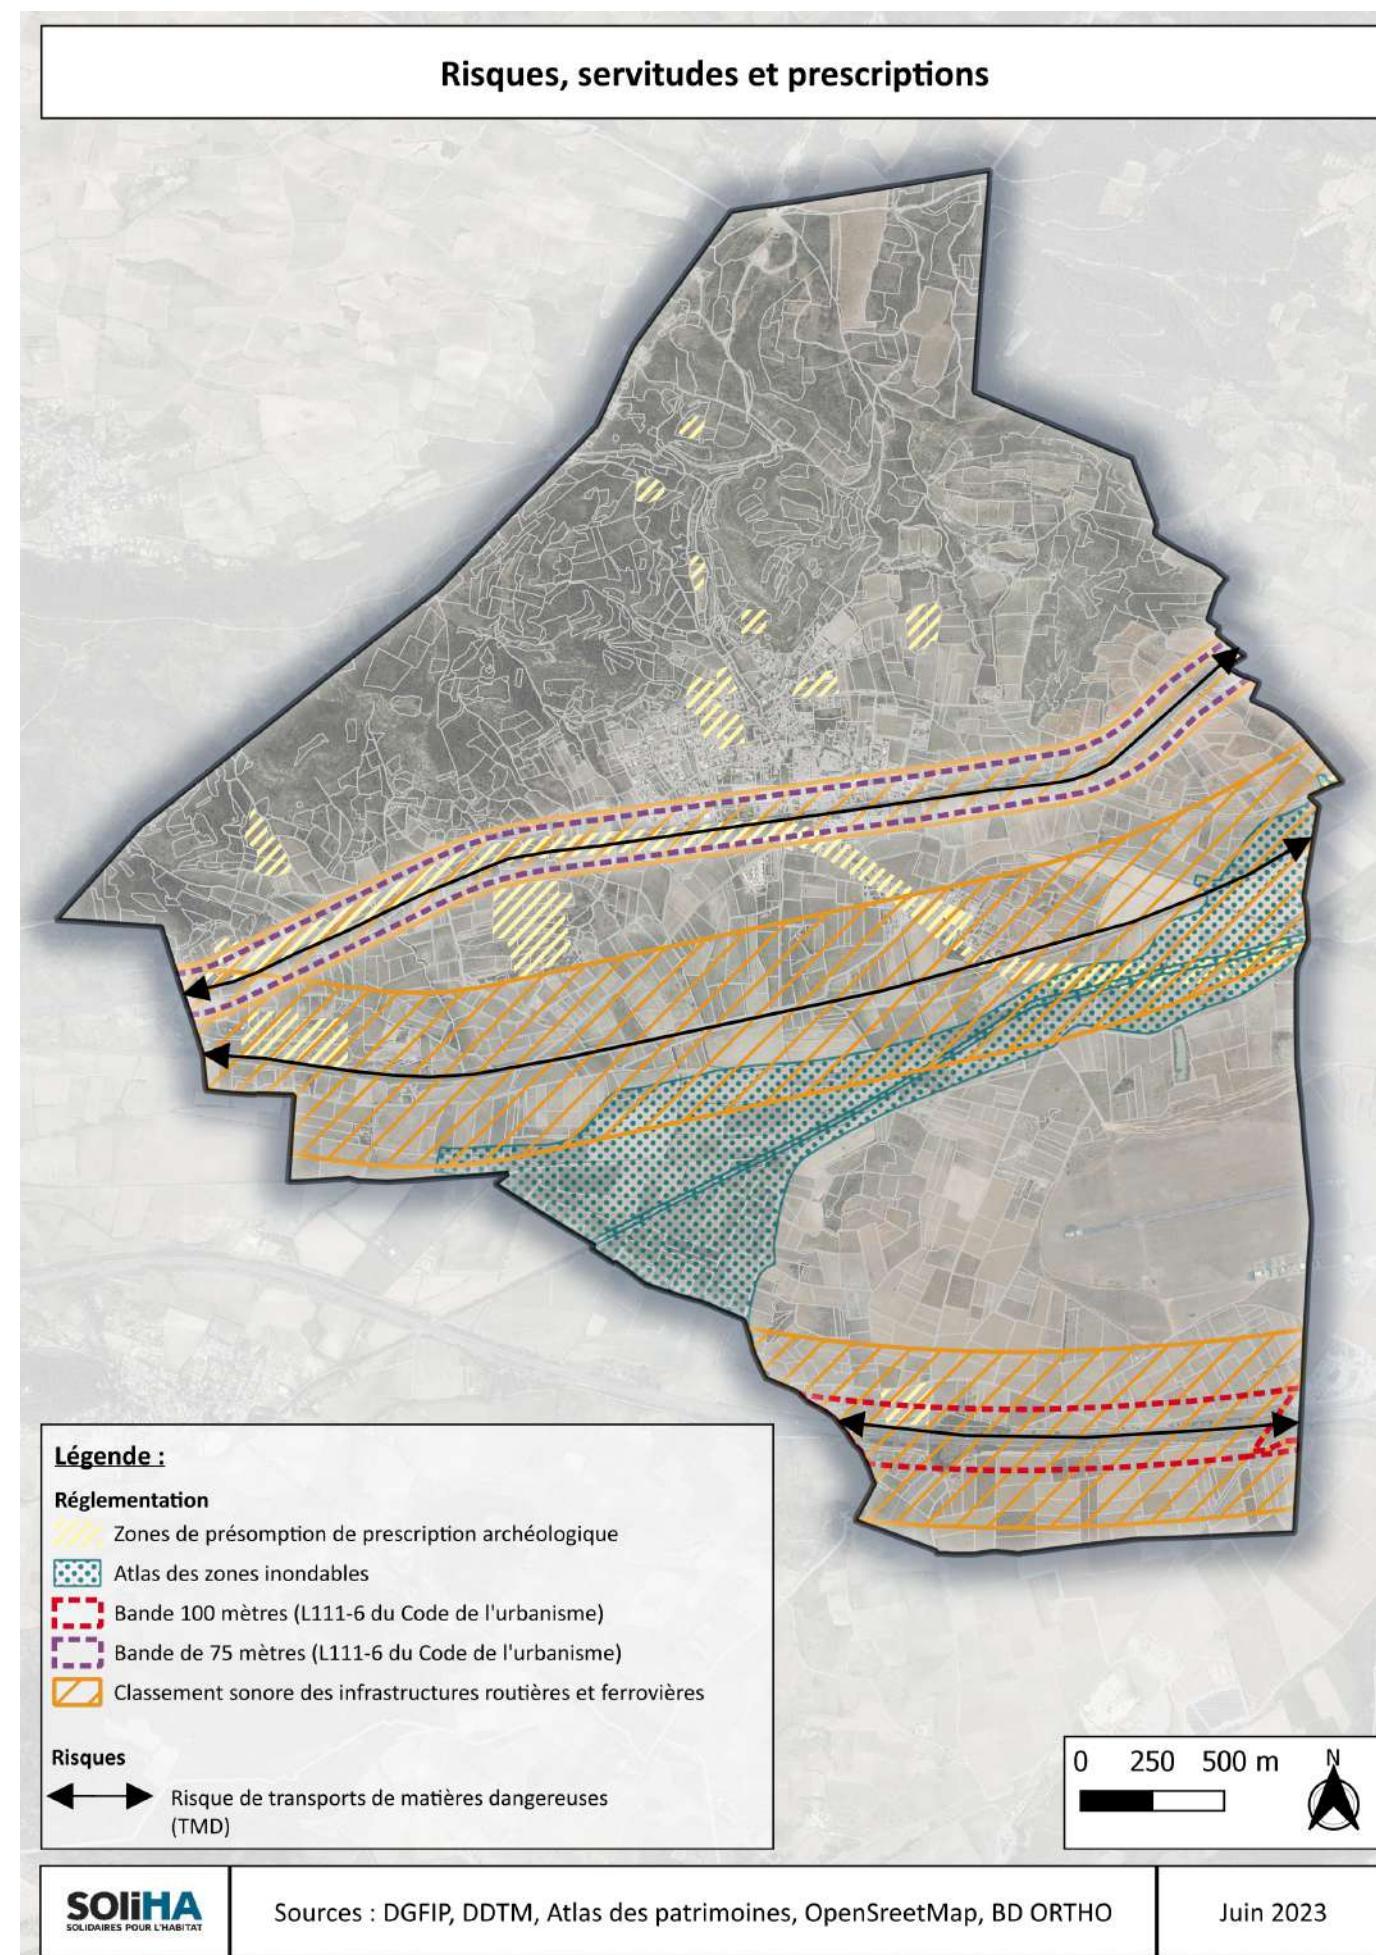 Risques, servitudes et prescriptions
Légende :
Réglementation
Zones de présomption de prescription archéologique
Atlas des zones inondables
Bande 100 mètres (L111-6 du Code de l'urbanisme)
Bande de 75 mètres (L111-6 du Code de l'urbanisme)
Classement sonore des infrastructures routières et ferrovières
Risques
Risque de transports de matières dangereuses
(TMD)
0 250 500 m
N
SOliHA
SOLIDAIRES POUR L'HABITAT
Sources : DGFIP, DDTM, Atlas des patrimoines, OpenSreetMap, BD ORTHO
Juin 2023